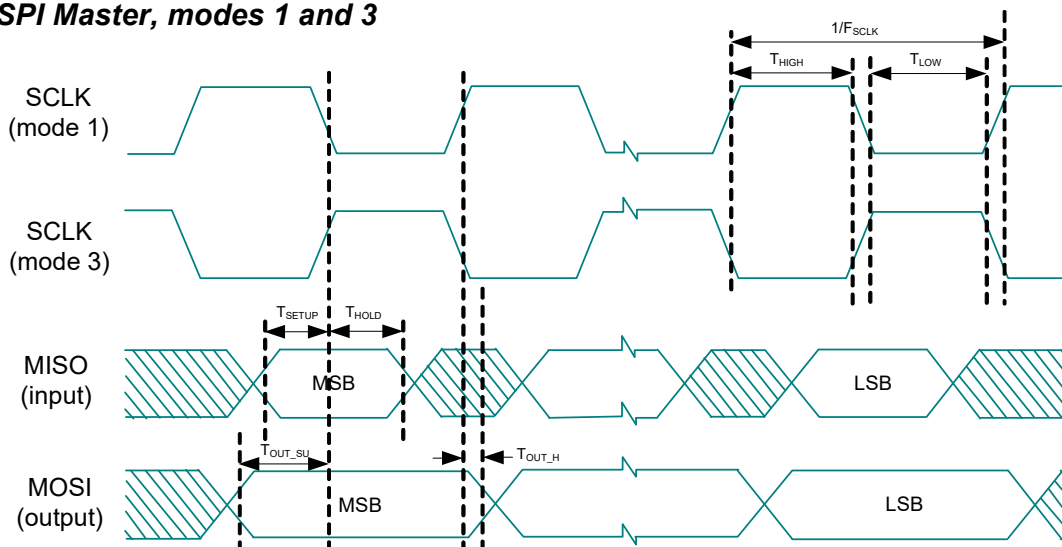 SPI Master, modes 1 and 3
1/FSCLK
THIGH
TLOW
SCLK
(mode 1)
SCLK
(mode 3)
TSETUP
THOLD
MISO
(input)
MSB
LSB
TOUT_SU
TOUT_H
MOSI
(output)
MSB
LSB